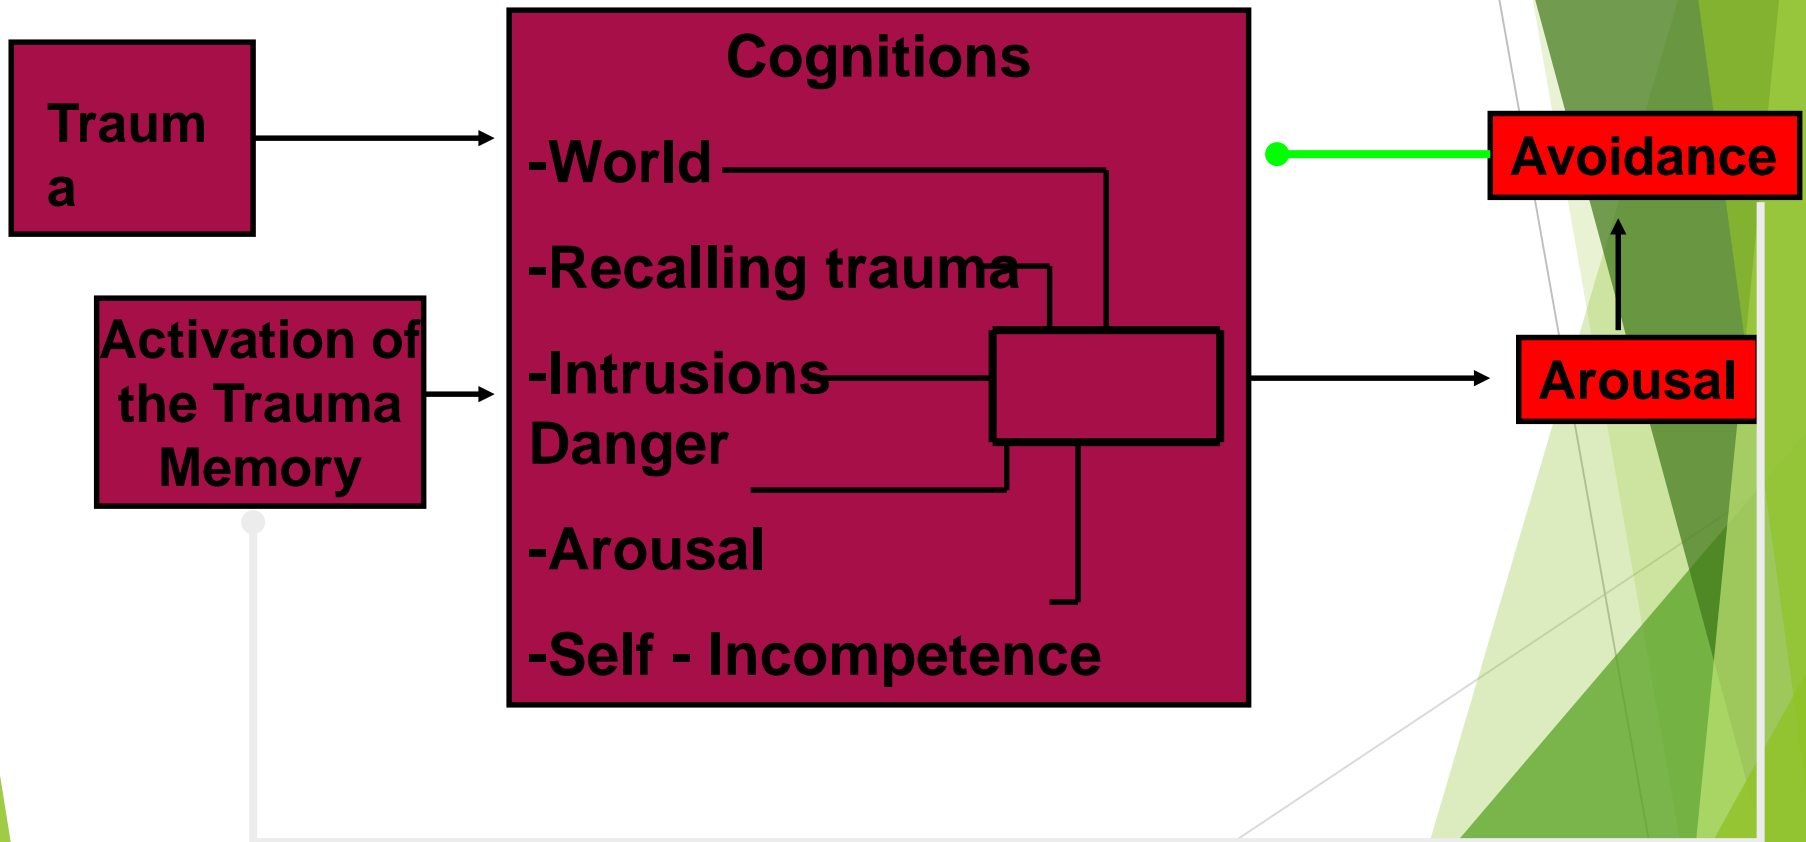 Traum
a
Activation of
the Trauma
Memory
Cognitions
-World
-Recalling trauma
-Intrusions
Danger
-Arousal
-Self - Incompetence
Avoidance
Arousal